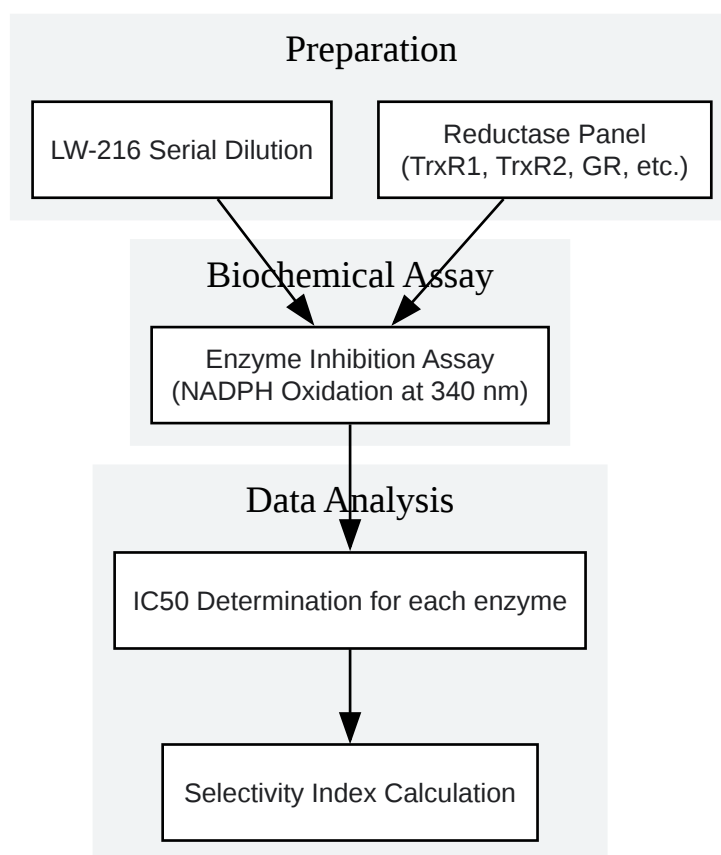 Preparation
LW-216 Serial Dilution
Reductase Panel
(TrxR1, TrxR2, GR, etc.)
Biochemical Assay
Enzyme Inhibition Assay
(NADPH Oxidation at 340 nm)
Data Analysis
IC50 Determination for each enzyme
Selectivity Index Calculation